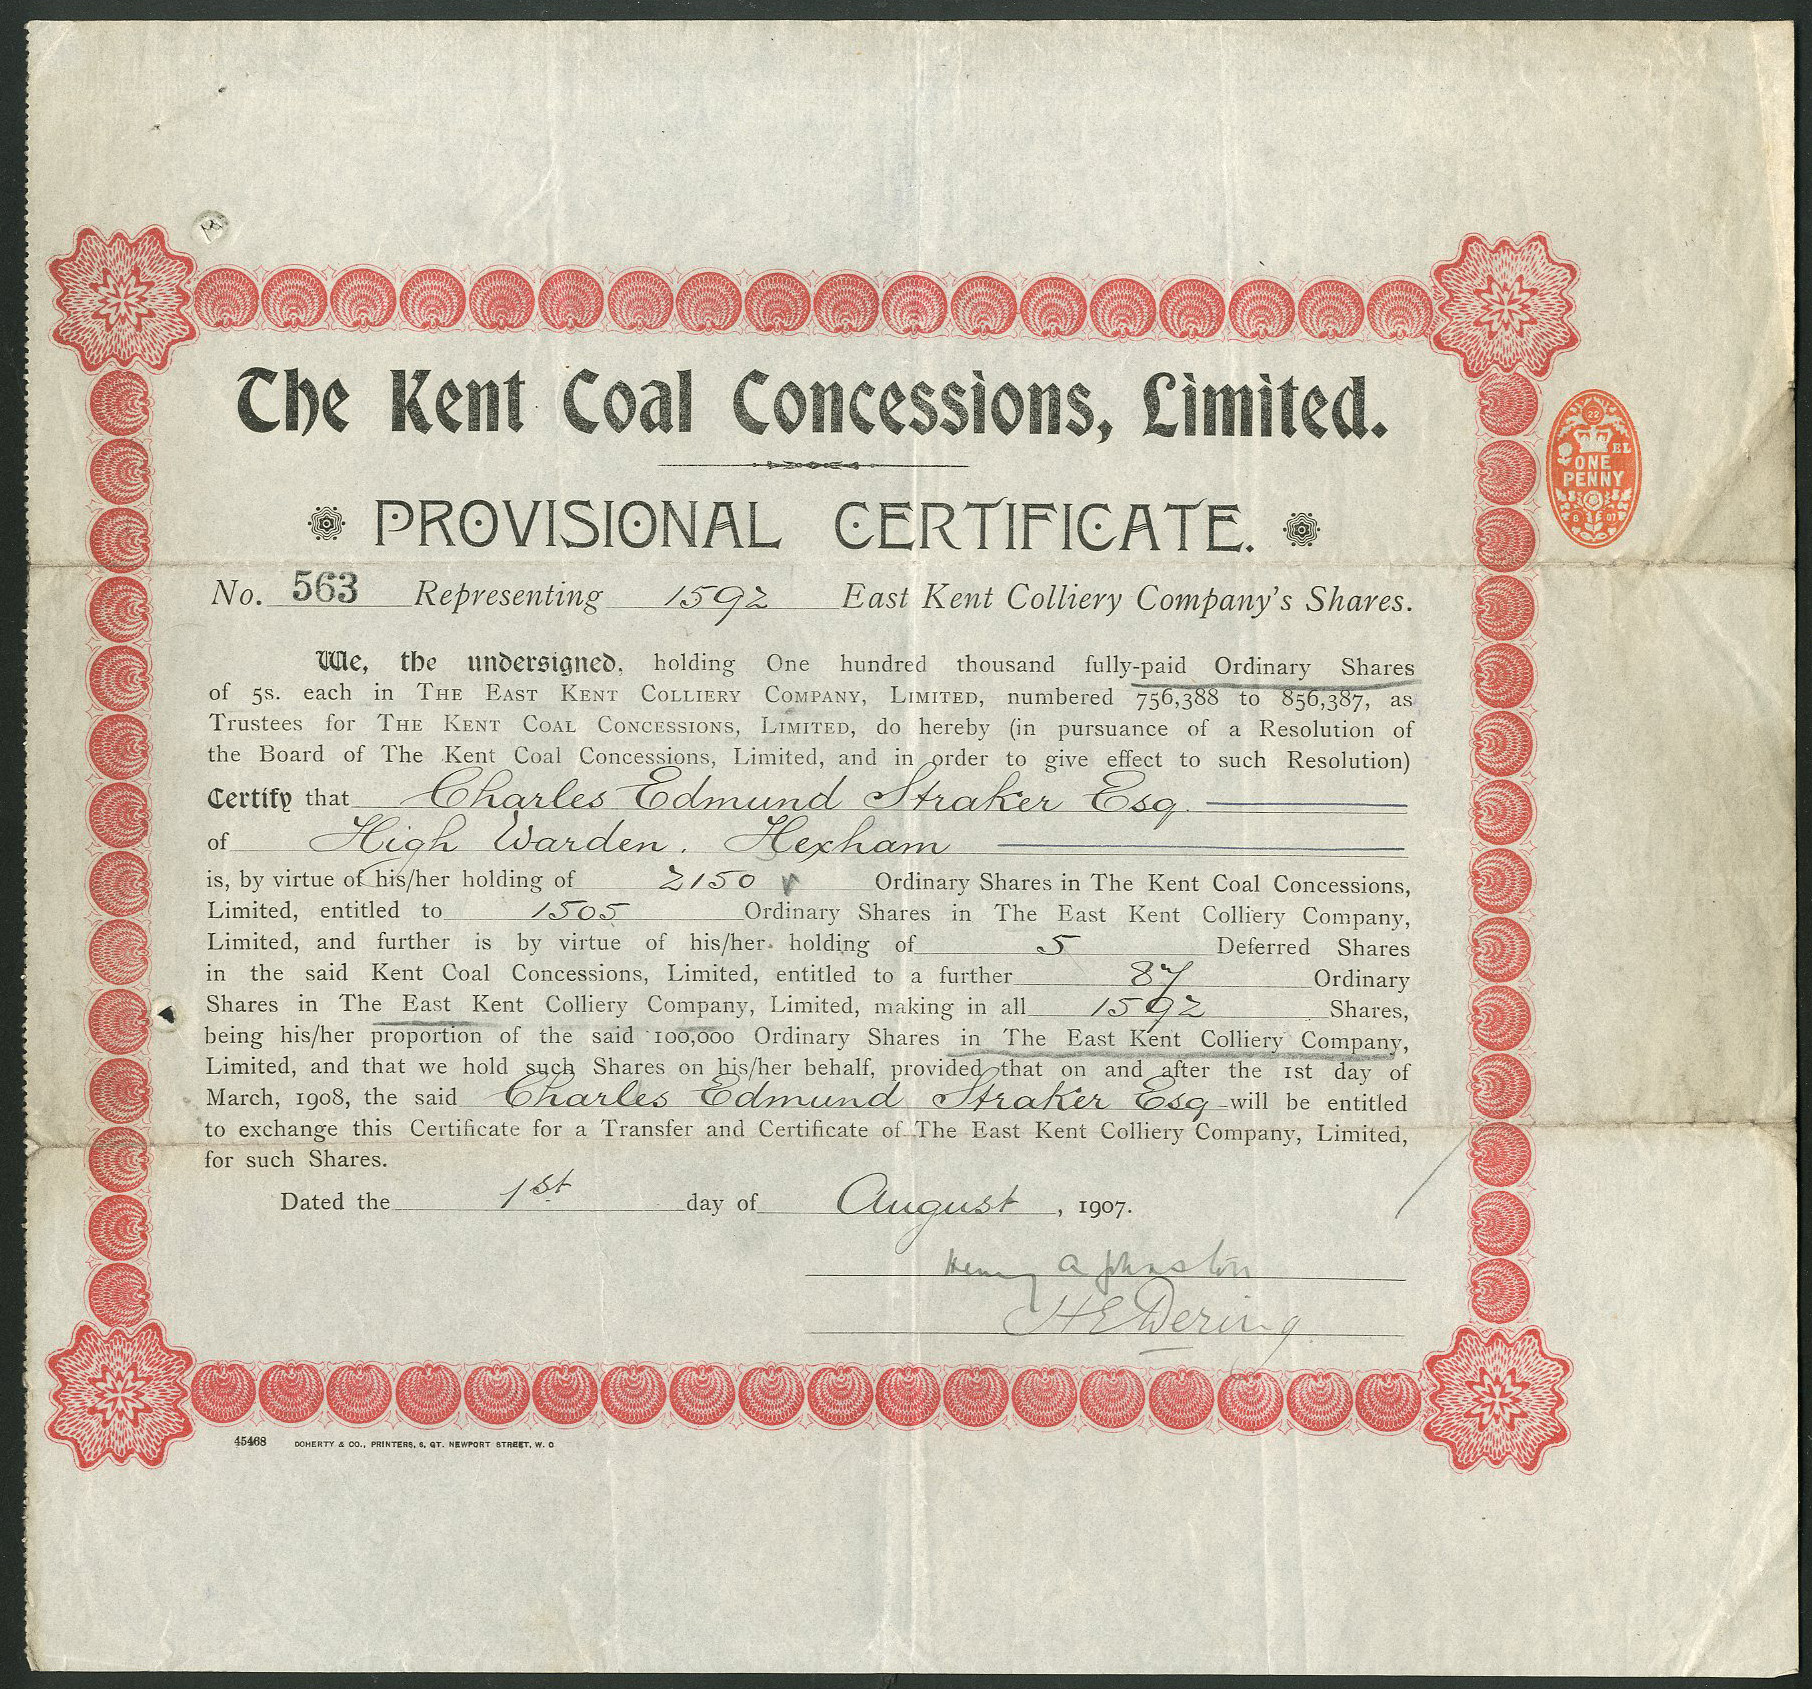 The Kent Coal Concessions, Limited.
22
EL
ONE
PENNY
6 07
PROVISIONAL CERTIFICATE.
No. 563 Representing 1592 East Kent Colliery Company's Shares.
We, the undersigned, holding One hundred thousand fully-paid Ordinary Shares
of 5s. each in THE EAST KENT COLLIERY COMPANY, LIMITED, numbered 756,388 to 856,387, as
Trustees for THE KENT COAL CONCESSIONS, LIMITED, do hereby (in pursuance of a Resolution of
the Board of The Kent Coal Concessions, Limited, and in order to give effect to such Resolution)
Certify that Charles Edmund Straker Esq.
of High Warden. Hexham
is, by virtue of his/her holding of 2150 Ordinary Shares in The Kent Coal Concessions,
Limited, entitled to 1505 Ordinary Shares in The East Kent Colliery Company,
Limited, and further is by virtue of his/her holding of 5 Deferred Shares
in the said Kent Coal Concessions, Limited, entitled to a further 87 Ordinary
Shares in The East Kent Colliery Company, Limited, making in all 1592 Shares,
being his/her proportion of the said 100,000 Ordinary Shares in The East Kent Colliery Company,
Limited, and that we hold such Shares on his/her behalf, provided that on and after the 1st day of
March, 1908, the said Charles Edmund Straker Esq will be entitled
to exchange this Certificate for a Transfer and Certificate of The East Kent Colliery Company, Limited,
for such Shares.
Dated the 1st day of August, 1907.
Henry A Johnston
H E Dering
45468 DOHERTY & CO., PRINTERS, 6, GT. NEWPORT STREET, W. C